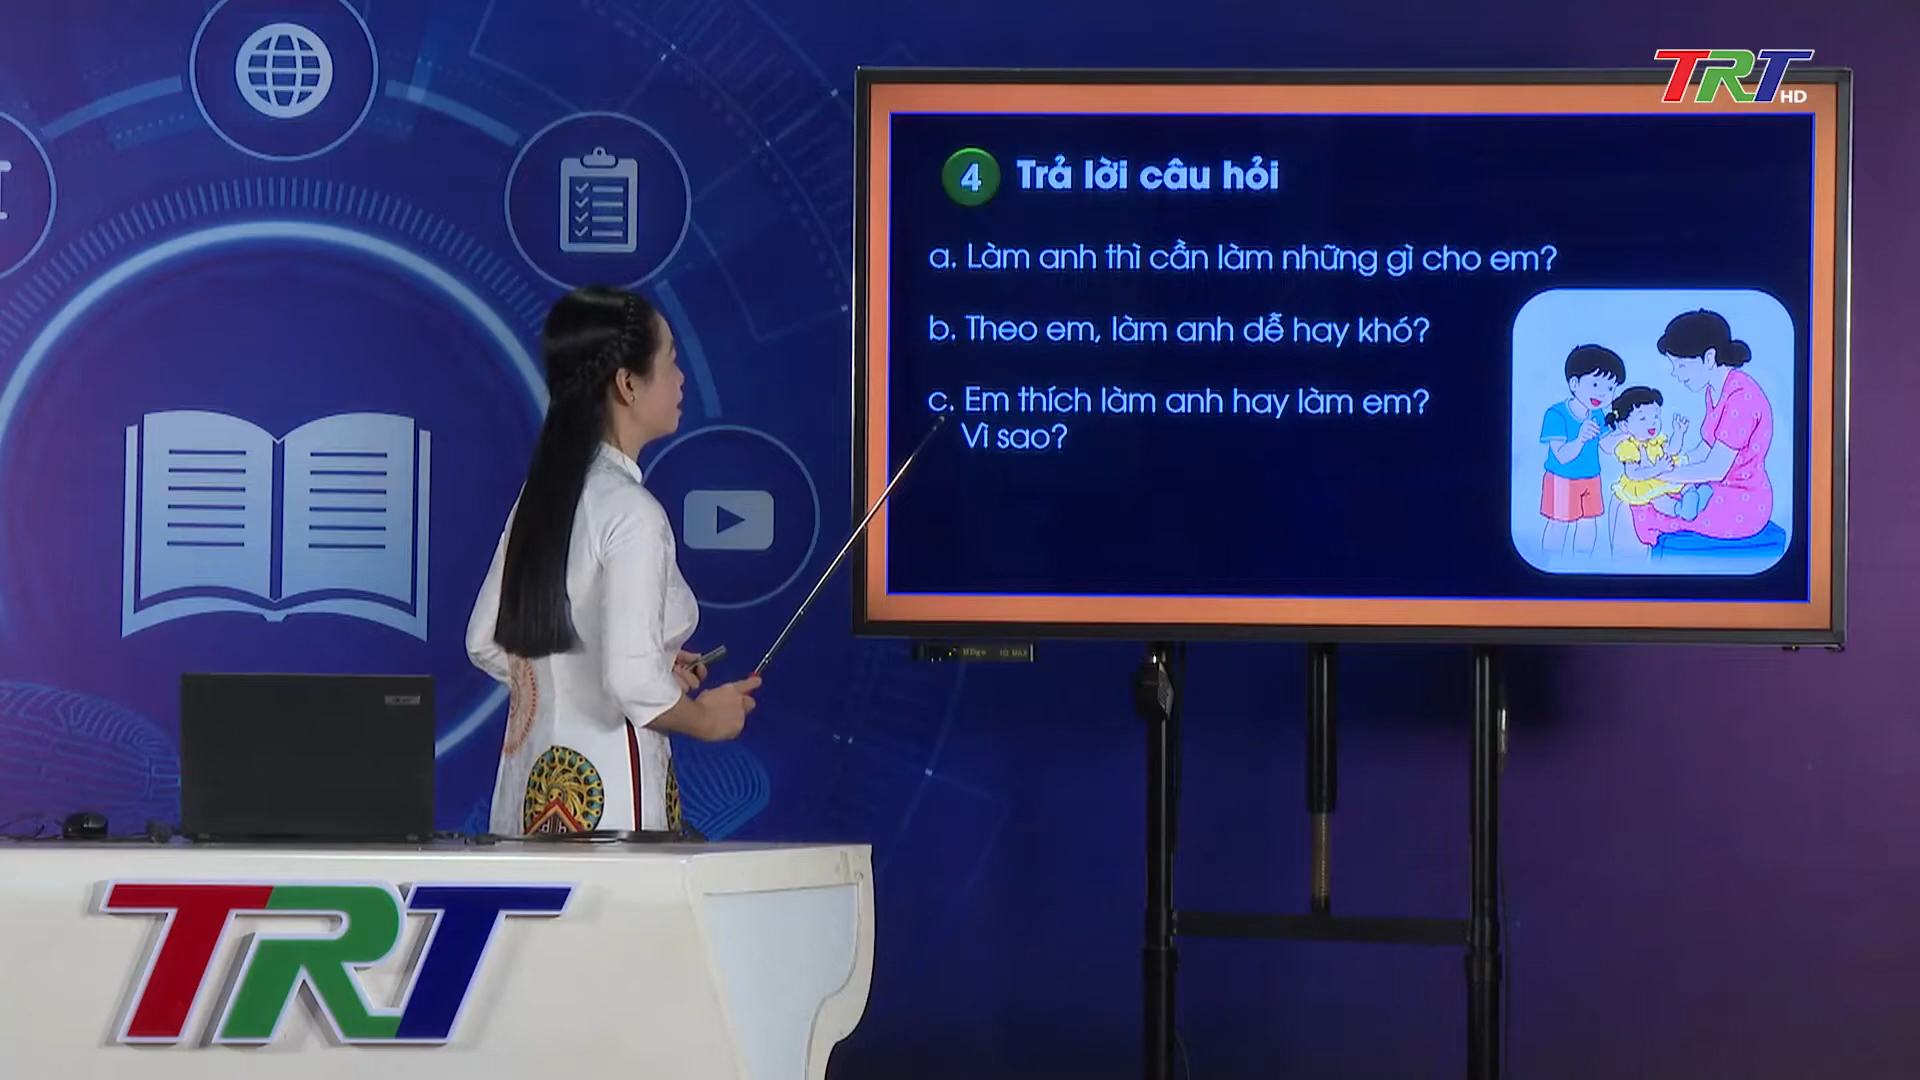 TRT HD
4 Trả lời câu hỏi
a. Làm anh thì cần làm những gì cho em?
b. Theo em, làm anh dễ hay khó?
c. Em thích làm anh hay làm em?
Vì sao?
TRT